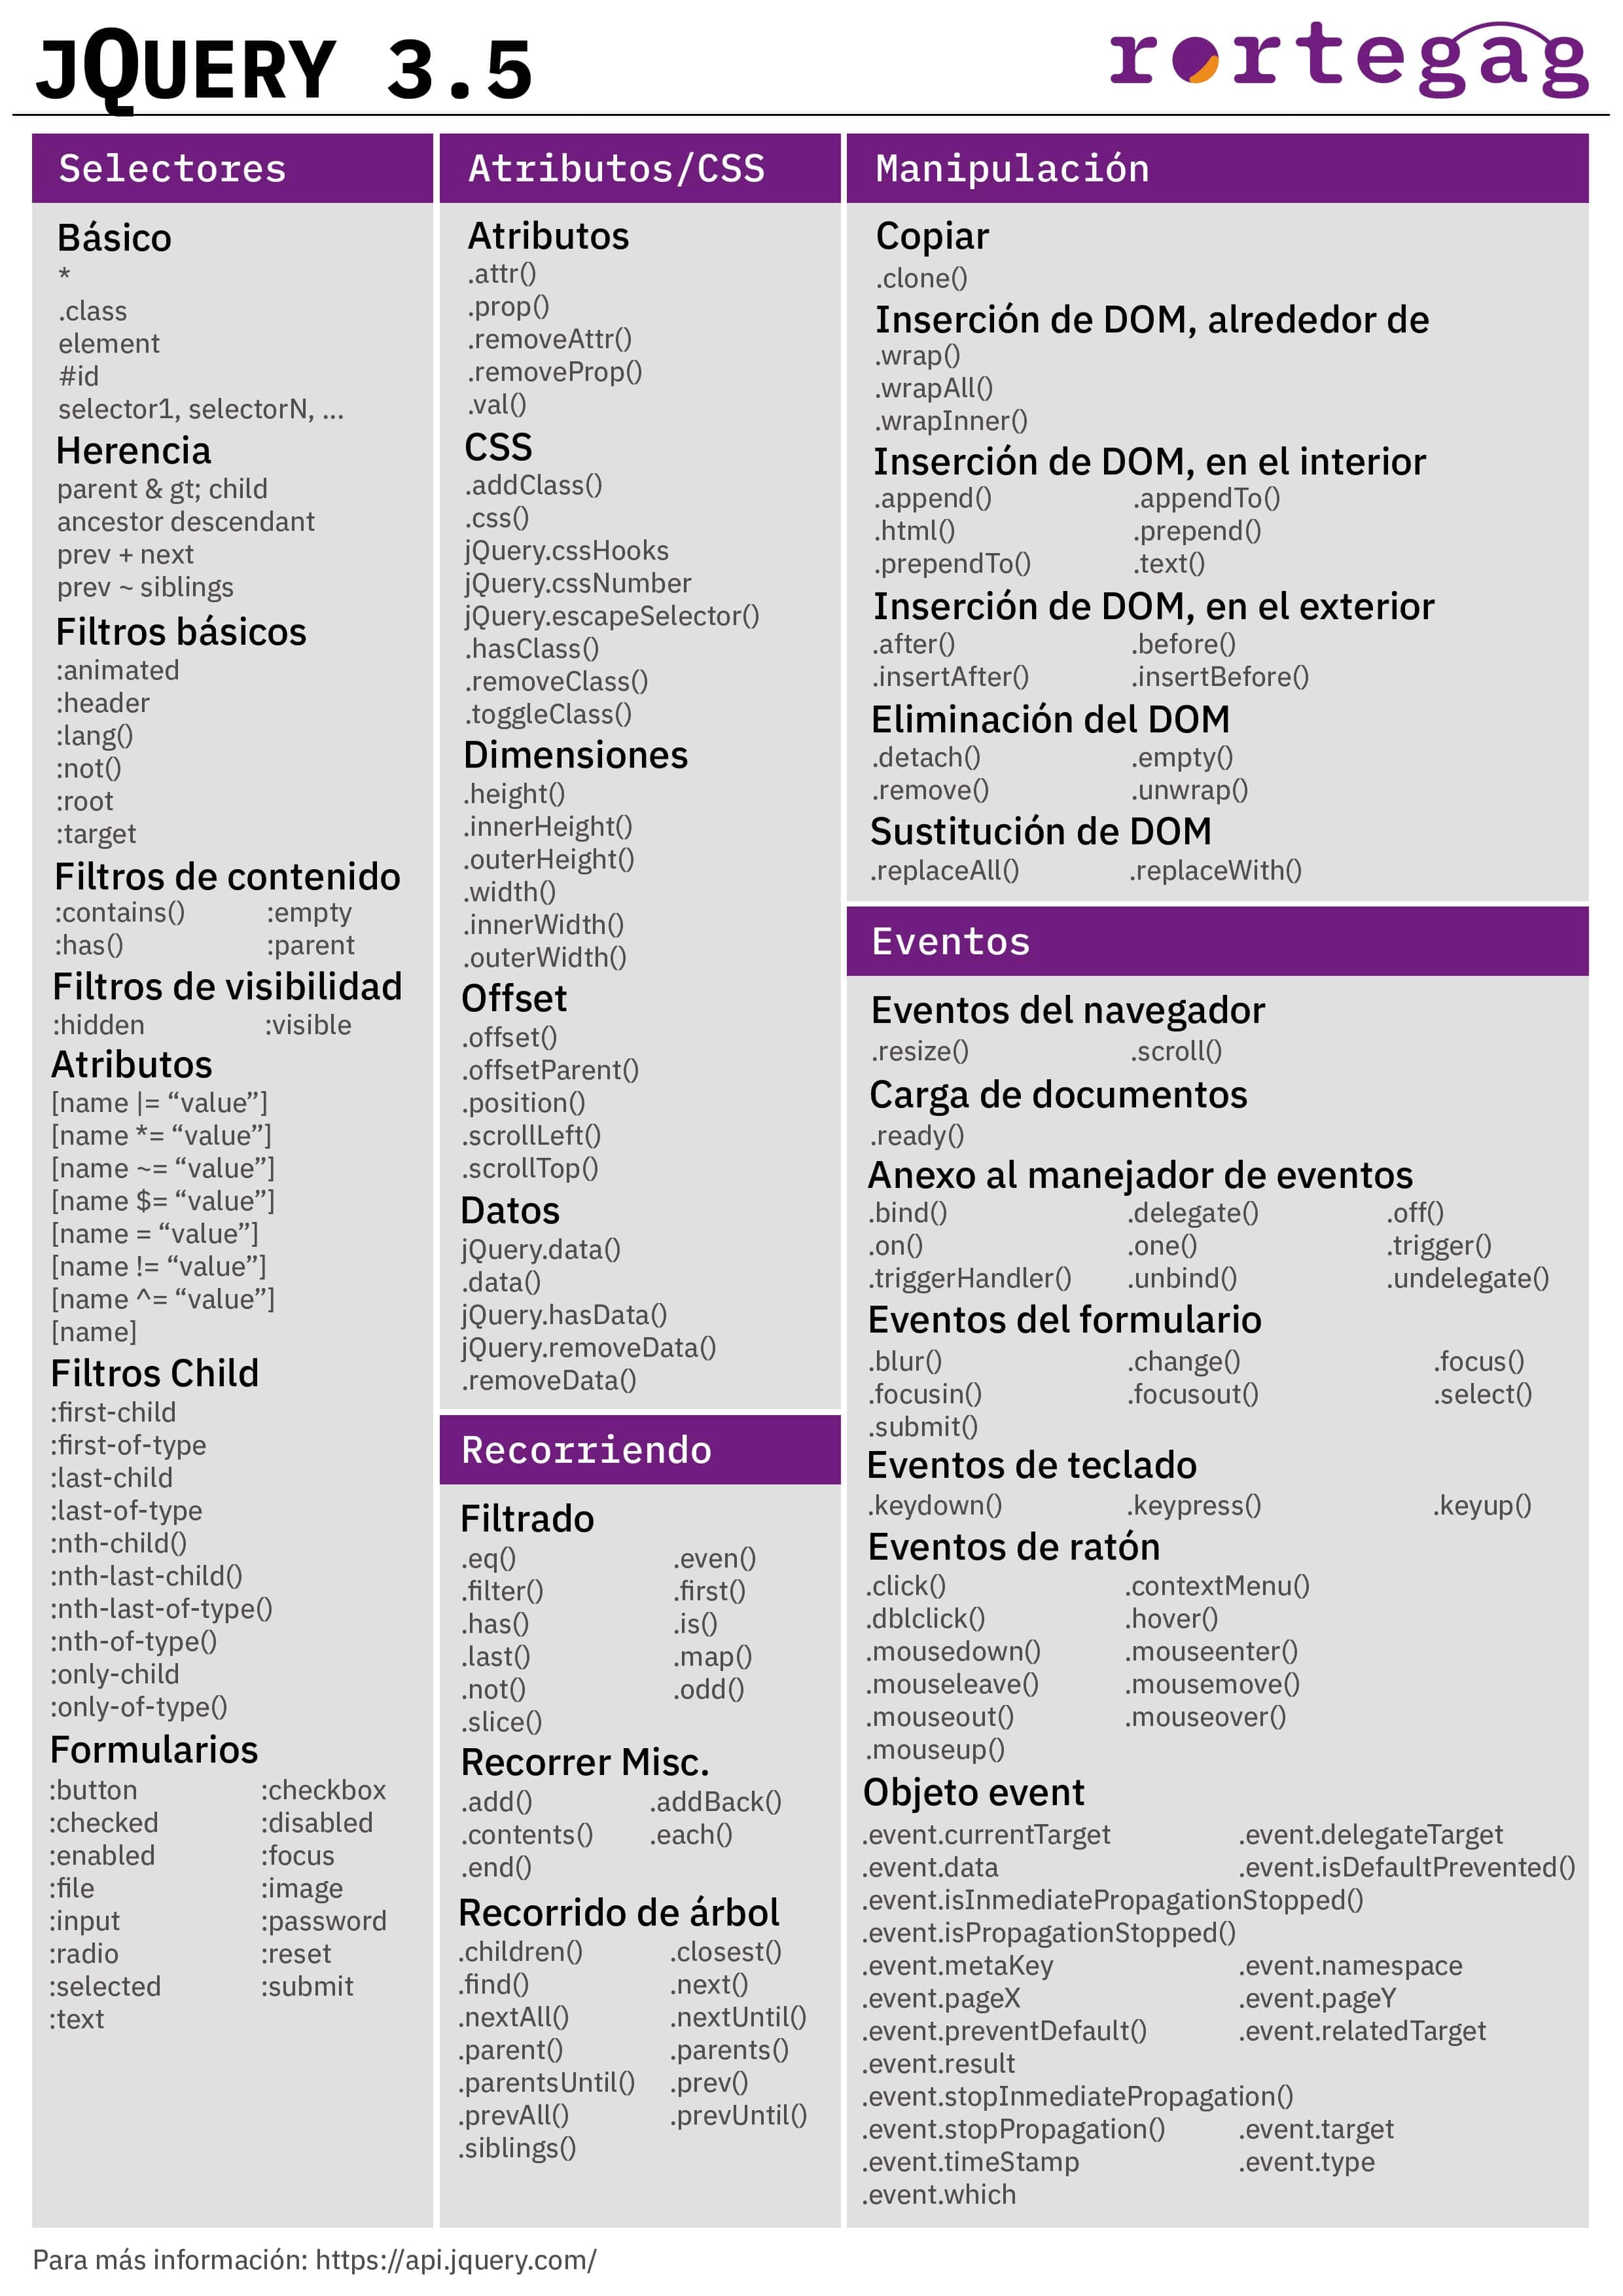 JQUERY 3.5
rortegag
Selectores
Básico
*
.class
element
#id
selector1, selectorN, ...
Herencia
parent & gt; child
ancestor descendant
prev + next
prev ~ siblings
Filtros básicos
:animated
:header
:lang()
:not()
:root
:target
Filtros de contenido
:contains() :empty
:has() :parent
Filtros de visibilidad
:hidden :visible
Atributos
[name |= “value”]
[name *= “value”]
[name ~= “value”]
[name $= “value”]
[name = “value”]
[name != “value”]
[name ^= “value”]
[name]
Filtros Child
:first-child
:first-of-type
:last-child
:last-of-type
:nth-child()
:nth-last-child()
:nth-last-of-type()
:nth-of-type()
:only-child
:only-of-type()
Formularios
:button :checkbox
:checked :disabled
:enabled :focus
:file :image
:input :password
:radio :reset
:selected :submit
:text
Atributos/CSS
Atributos
.attr()
.prop()
.removeAttr()
.removeProp()
.val()
CSS
.addClass()
.css()
jQuery.cssHooks
jQuery.cssNumber
jQuery.escapeSelector()
.hasClass()
.removeClass()
.toggleClass()
Dimensiones
.height()
.innerHeight()
.outerHeight()
.width()
.innerWidth()
.outerWidth()
Offset
.offset()
.offsetParent()
.position()
.scrollLeft()
.scrollTop()
Datos
jQuery.data()
.data()
jQuery.hasData()
jQuery.removeData()
.removeData()
Recorriendo
Filtrado
.eq() .even()
.filter() .first()
.has() .is()
.last() .map()
.not() .odd()
.slice()
Recorrer Misc.
.add() .addBack()
.contents() .each()
.end()
Recorrido de árbol
.children() .closest()
.find() .next()
.nextAll() .nextUntil()
.parent() .parents()
.parentsUntil() .prev()
.prevAll() .prevUntil()
.siblings()
Manipulación
Copiar
.clone()
Inserción de DOM, alrededor de
.wrap()
.wrapAll()
.wrapInner()
Inserción de DOM, en el interior
.append() .appendTo()
.html() .prepend()
.prependTo() .text()
Inserción de DOM, en el exterior
.after() .before()
.insertAfter() .insertBefore()
Eliminación del DOM
.detach() .empty()
.remove() .unwrap()
Sustitución de DOM
.replaceAll() .replaceWith()
Eventos
Eventos del navegador
.resize() .scroll()
Carga de documentos
.ready()
Anexo al manejador de eventos
.bind() .delegate() .off()
.on() .one() .trigger()
.triggerHandler() .unbind() .undelegate()
Eventos del formulario
.blur() .change() .focus()
.focusin() .focusout() .select()
.submit()
Eventos de teclado
.keydown() .keypress() .keyup()
Eventos de ratón
.click() .contextMenu()
.dblclick() .hover()
.mousedown() .mouseenter()
.mouseleave() .mousemove()
.mouseout() .mouseover()
.mouseup()
Objeto event
.event.currentTarget .event.delegateTarget
.event.data .event.isDefaultPrevented()
.event.isInmediatePropagationStopped()
.event.isPropagationStopped()
.event.metaKey .event.namespace
.event.pageX .event.pageY
.event.preventDefault() .event.relatedTarget
.event.result
.event.stopInmediatePropagation()
.event.stopPropagation() .event.target
.event.timeStamp .event.type
.event.which
Para más información: https://api.jquery.com/